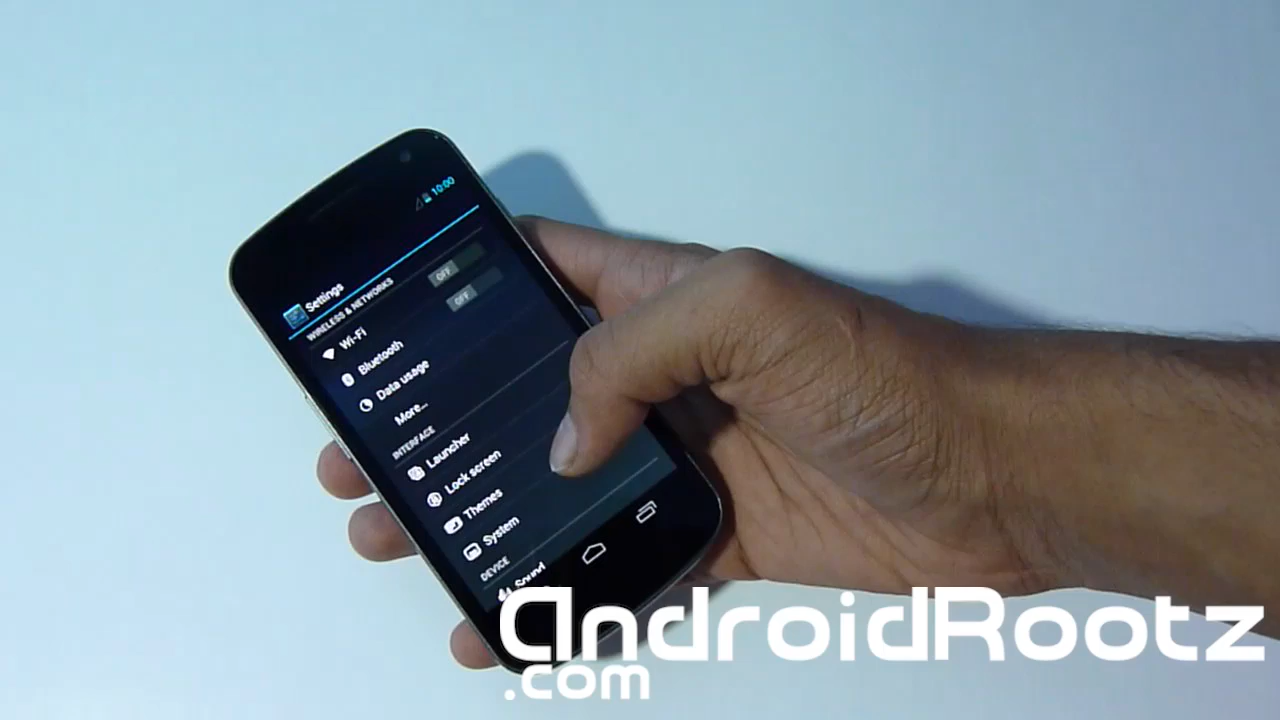 10:00
Settings
WIRELESS & NETWORKS
Wi-Fi OFF
Bluetooth OFF
Data usage
More...
INTERFACE
Launcher
Lock screen
Themes
System
DEVICE
Sound
AndroidRootz
.com